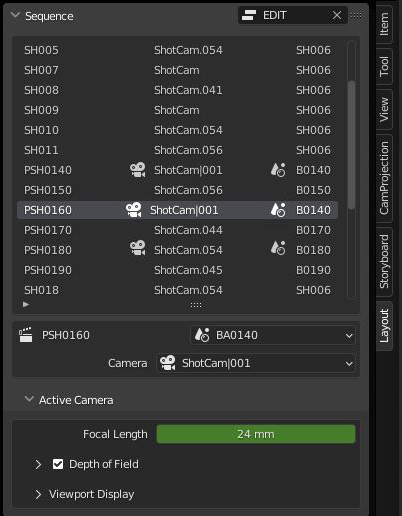 Sequence EDIT
SH005 ShotCam.054 SH006
SH007 ShotCam SH006
SH008 ShotCam.041 SH006
SH009 ShotCam SH006
SH010 ShotCam.054 SH006
SH011 ShotCam.056 SH006
PSH0140 ShotCam|001 B0140
PSH0150 ShotCam.056 B0150
PSH0160 ShotCam|001 B0140
PSH0170 ShotCam.044 B0170
PSH0180 ShotCam.054 B0180
PSH0190 ShotCam.045 B0190
SH018 ShotCam.054 SH006
PSH0160 BA0140
Camera ShotCam|001
Active Camera
Focal Length 24 mm
Depth of Field
Viewport Display
Item
Tool
View
CamProjection
Storyboard
Layout